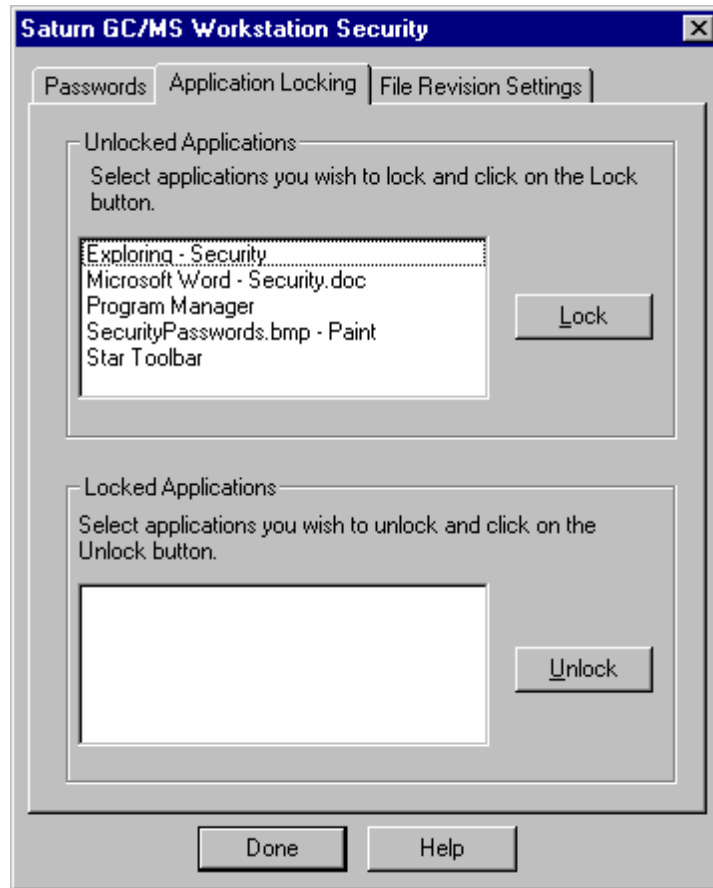 Saturn GC/MS Workstation Security
Passwords Application Locking File Revision Settings
Unlocked Applications
Select applications you wish to lock and click on the Lock
button.
Exploring - Security
Microsoft Word - Security.doc
Program Manager
SecurityPasswords.bmp - Paint
Star Toolbar
Lock
Locked Applications
Select applications you wish to unlock and click on the
Unlock button.
Unlock
Done Help